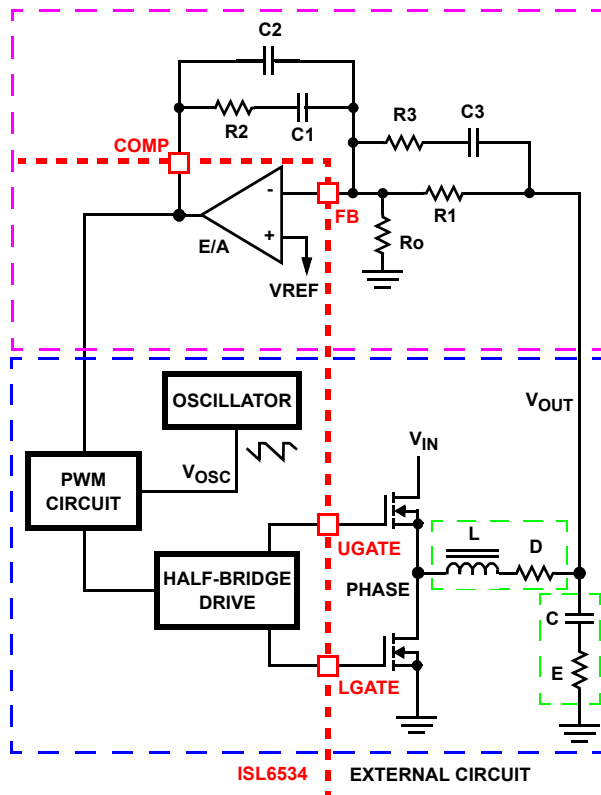 C2
R2
C1
R3
C3
COMP
-
FB
R1
E/A
+
Ro
VREF
OSCILLATOR
VOUT
VOSC
VIN
PWM
CIRCUIT
UGATE
L
D
HALF-BRIDGE
DRIVE
PHASE
C
LGATE
E
ISL6534
EXTERNAL CIRCUIT